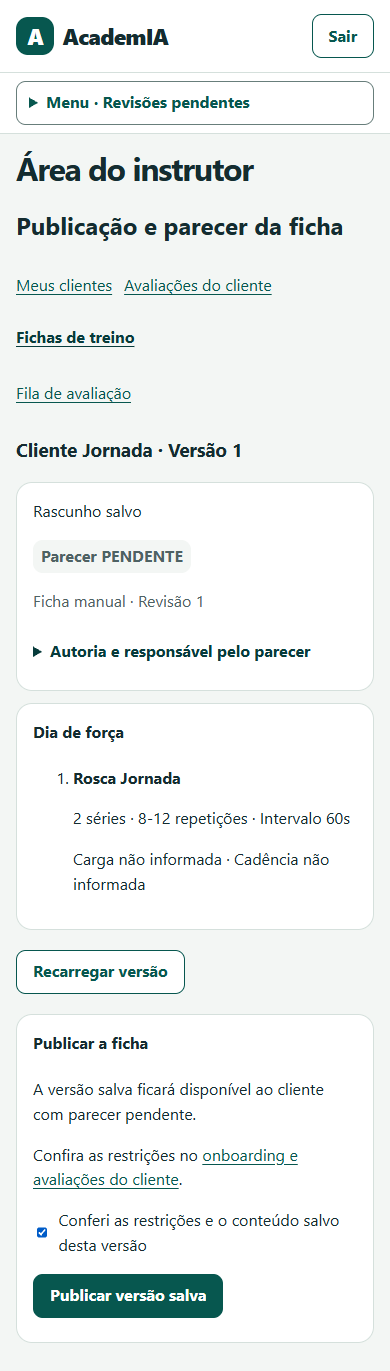 A AcademIA
Sair
Menu · Revisões pendentes
Área do instrutor
Publicação e parecer da ficha
Meus clientes Avaliações do cliente
Fichas de treino
Fila de avaliação
Cliente Jornada · Versão 1
Rascunho salvo
Parecer PENDENTE
Ficha manual · Revisão 1
Autoria e responsável pelo parecer
Dia de força
1. Rosca Jornada
2 séries · 8-12 repetições · Intervalo 60s
Carga não informada · Cadência não
informada
Recarregar versão
Publicar a ficha
A versão salva ficará disponível ao cliente
com parecer pendente.
Confira as restrições no onboarding e
avaliações do cliente.
Conferi as restrições e o conteúdo salvo
desta versão
Publicar versão salva